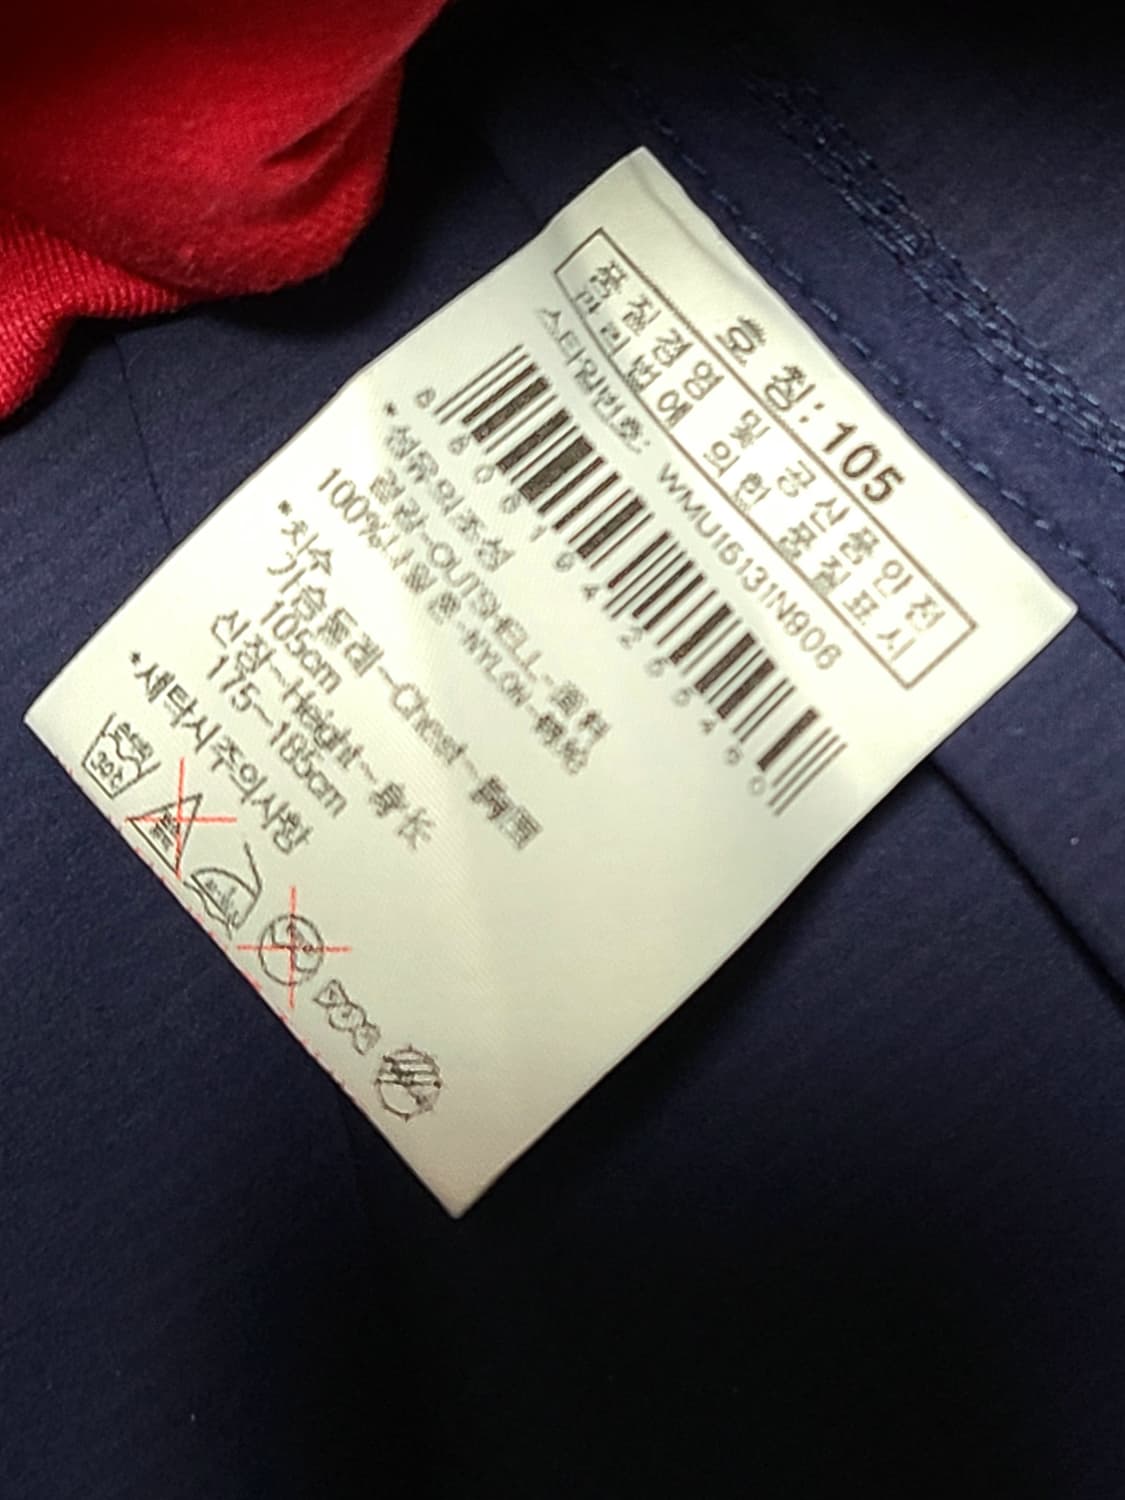 호 칭: 105
품 질 경 영 및 공 산 품 안 전
관 리 법 에 의 한 품 질 표 시
스타일번호: WMU15131N906
* 섬유의조성
겉감-OUTSHELL-面料
100%나일론-NYLON-锦纶
* 치수
가슴둘레-Chest-胸围
105cm
신장-Height-身长
175~185cm
* 세탁시주의사항
30℃